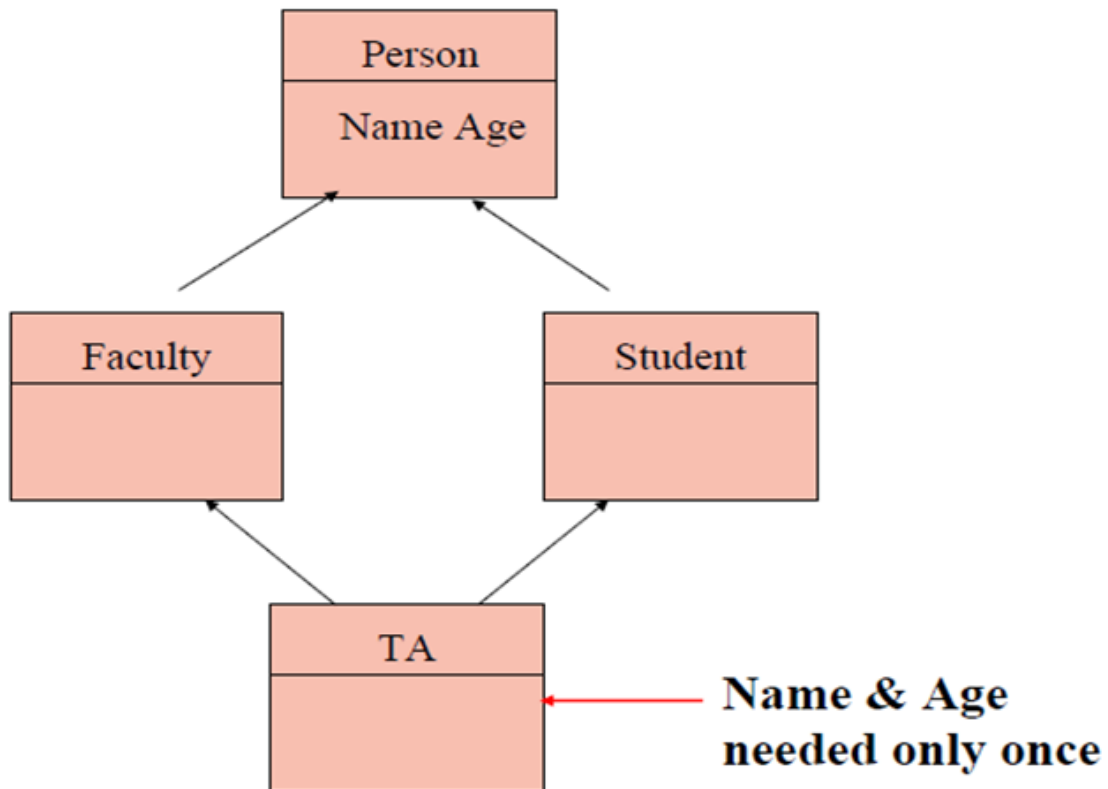 Person
Name Age
Faculty
Student
TA
Name & Age
needed only once